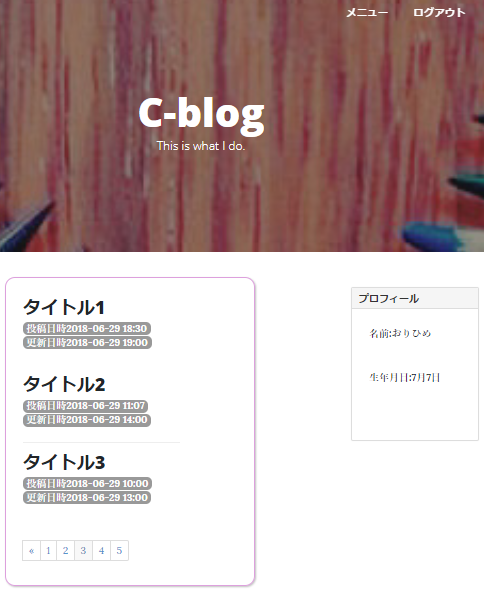 メニュー ログアウト
C-blog
This is what I do.
タイトル1
投稿日時2018-06-29 18:30
更新日時2018-06-29 19:00
タイトル2
投稿日時2018-06-29 11:07
更新日時2018-06-29 14:00
タイトル3
投稿日時2018-06-29 10:00
更新日時2018-06-29 13:00
« 1 2 3 4 5
プロフィール
名前:おりひめ
生年月日:7月7日